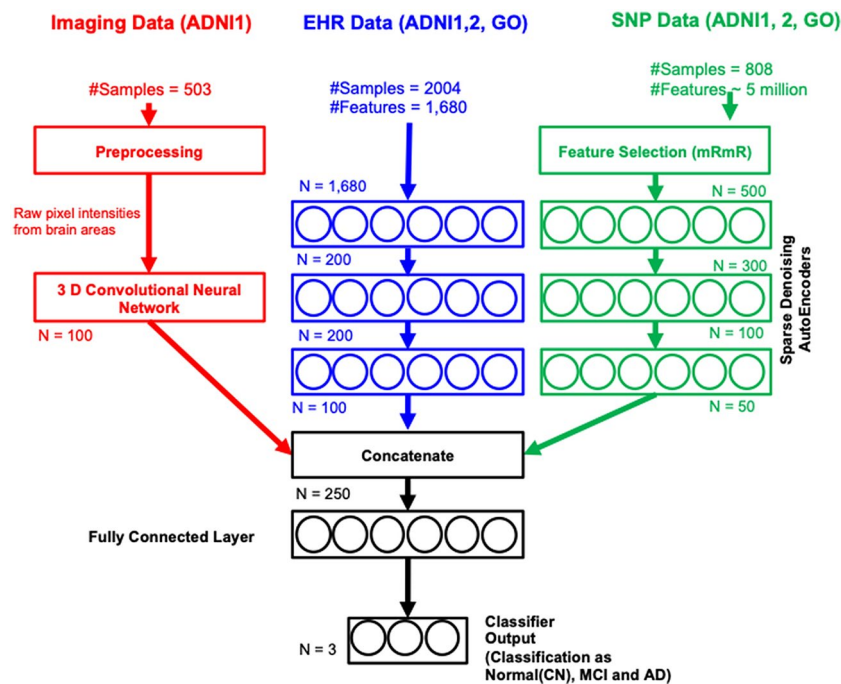 Imaging Data (ADNI1)
EHR Data (ADNI1,2, GO)
SNP Data (ADNI1, 2, GO)
#Samples = 503
#Samples = 2004
#Features = 1,680
#Samples = 808
#Features ~ 5 million
Preprocessing
Feature Selection (mRmR)
N = 1,680
N = 500
Raw pixel intensities
from brain areas
N = 200
N = 300
3 D Convolutional Neural
Network
N = 100
N = 200
N = 100
Sparse Denoising
AutoEncoders
N = 100
N = 50
Concatenate
N = 250
Fully Connected Layer
N = 3
Classifier
Output
(Classification as
Normal(CN), MCI and AD)